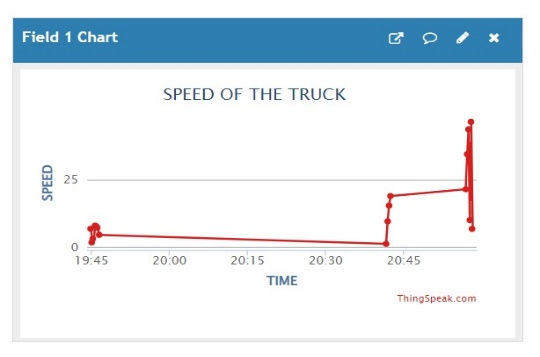 Field 1 Chart
SPEED OF THE TRUCK
SPEED
25
0
19:45 20:00 20:15 20:30 20:45
TIME
ThingSpeak.com